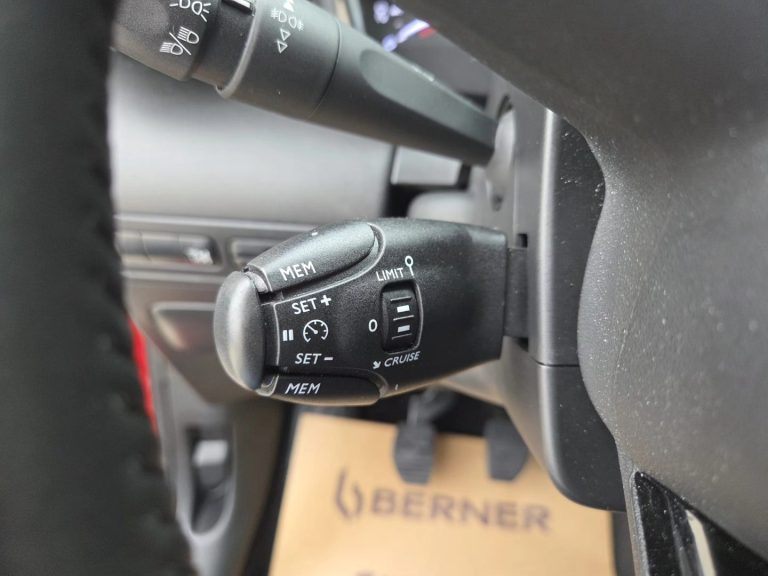 MEM
LIMIT
SET +
0
SET -
CRUISE
MEM
BERNER